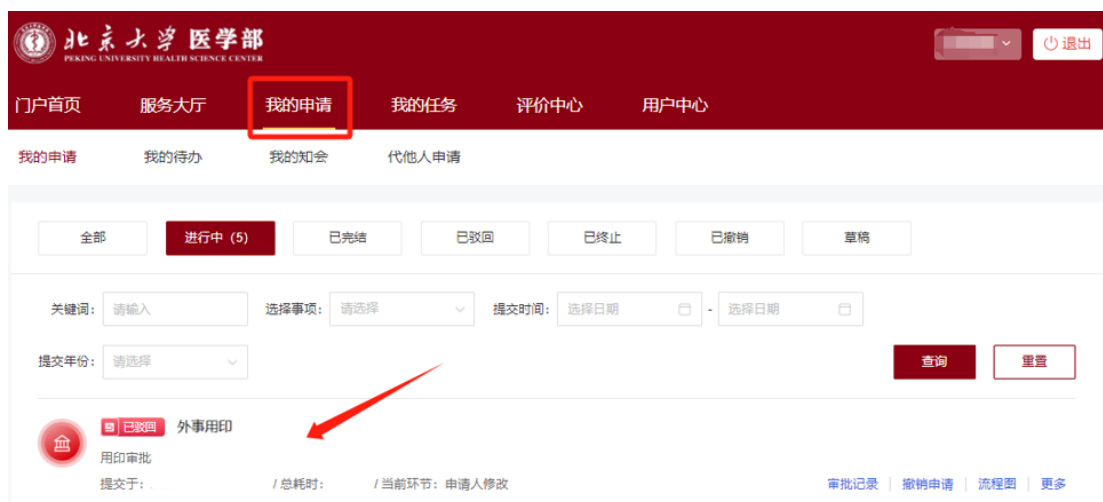 北京大学 医学部
PEKING UNIVERSITY HEALTH SCIENCE CENTER
退出
门户首页 服务大厅 我的申请 我的任务 评价中心 用户中心
我的申请 我的待办 我的知会 代他人申请
全部 进行中 (5) 已完结 已驳回 已终止 已撤销 草稿
关键词: 请输入 选择事项: 请选择 提交时间: 选择日期 - 选择日期
提交年份: 请选择 查询 重置
已驳回 外事用印
用印审批
提交于: / 总耗时: / 当前环节: 申请人修改 审批记录 撤销申请 流程图 更多